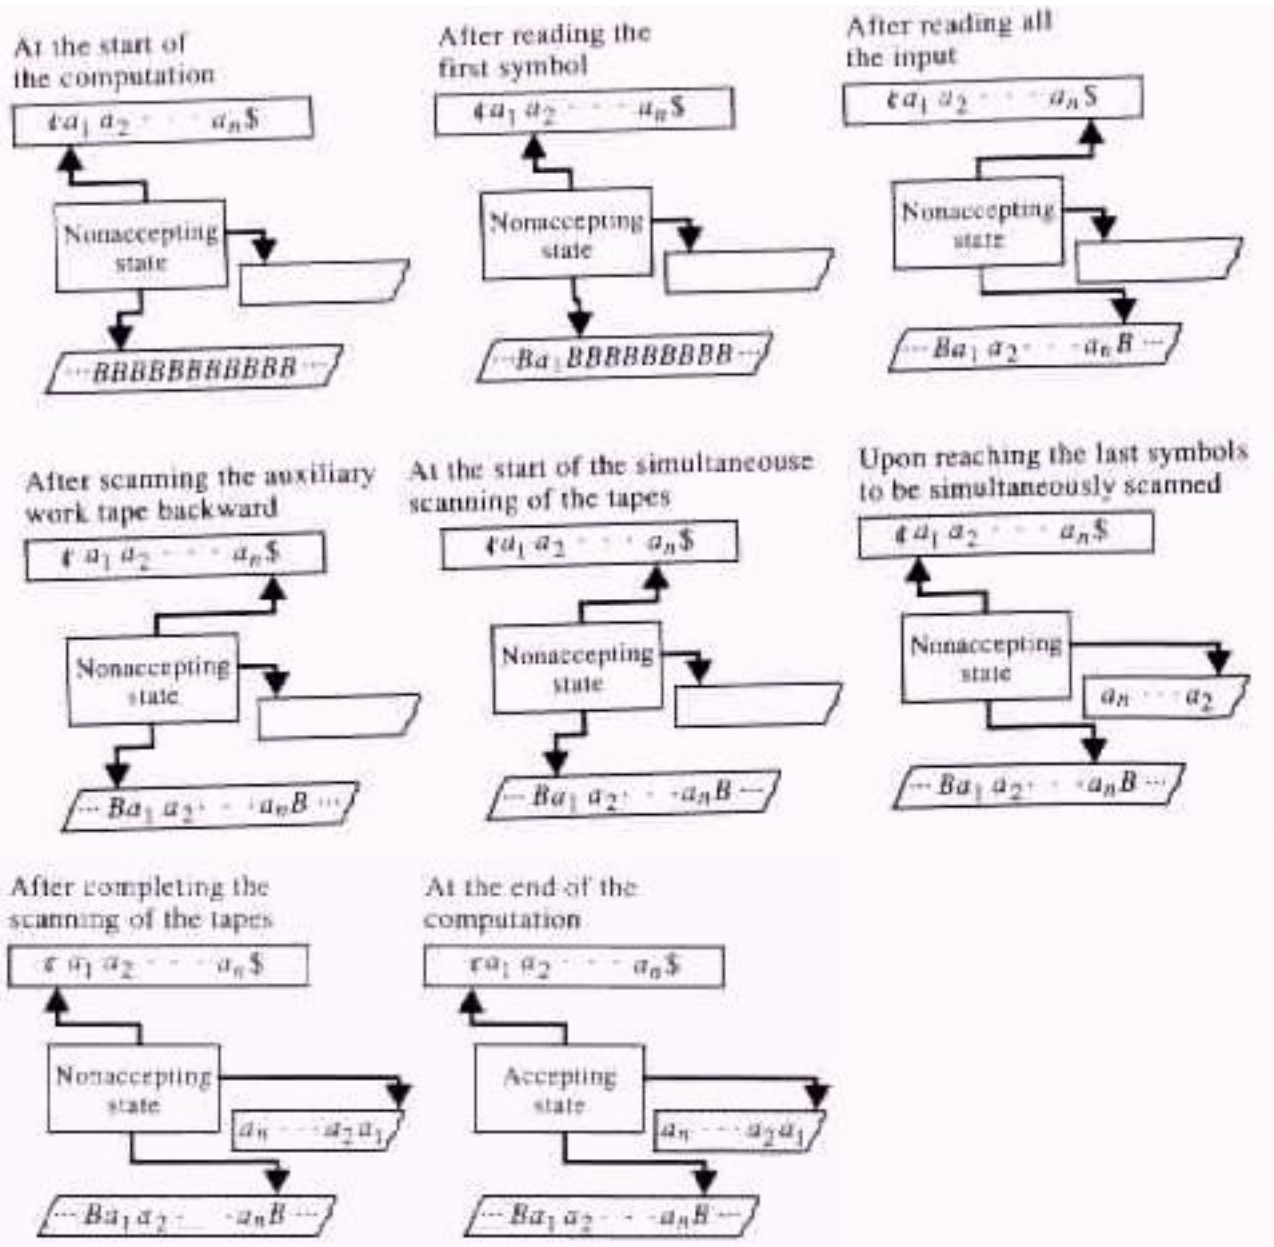 At the start of
the computation
¢a₁ a₂ · · · aₙ$
Nonaccepting
state
···BBBBBBBBBBB···
After reading the
first symbol
¢a₁ a₂ · · · aₙ$
Nonaccepting
state
···Ba₁BBBBBBBBB···
After reading all
the input
¢a₁ a₂ · · · aₙ$
Nonaccepting
state
··· Ba₁ a₂ · · aₙB ···
After scanning the auxiliary
work tape backward
¢ a₁ a₂ · · · aₙ$
Nonaccepting
state
··· Ba₁ a₂ · · · aₙB ···
At the start of the simultaneouse
scanning of the tapes
¢a₁ a₂ · · · aₙ$
Nonaccepting
state
··· Ba₁ a₂ · · · aₙB ···
Upon reaching the last symbols
to be simultaneously scanned
¢a₁ a₂ · · · aₙ$
Nonaccepting
state
aₙ · · · a₂
··· Ba₁ a₂ · · · aₙB ···
After completing the
scanning of the tapes
¢ a₁ a₂ · · · aₙ$
Nonaccepting
state
aₙ · · · a₂a₁
··· Ba₁ a₂ · · aₙB ···
At the end of the
computation
¢a₁ a₂ · · · aₙ$
Accepting
state
aₙ · · · a₂a₁
··· Ba₁ a₂ · · · aₙB ···